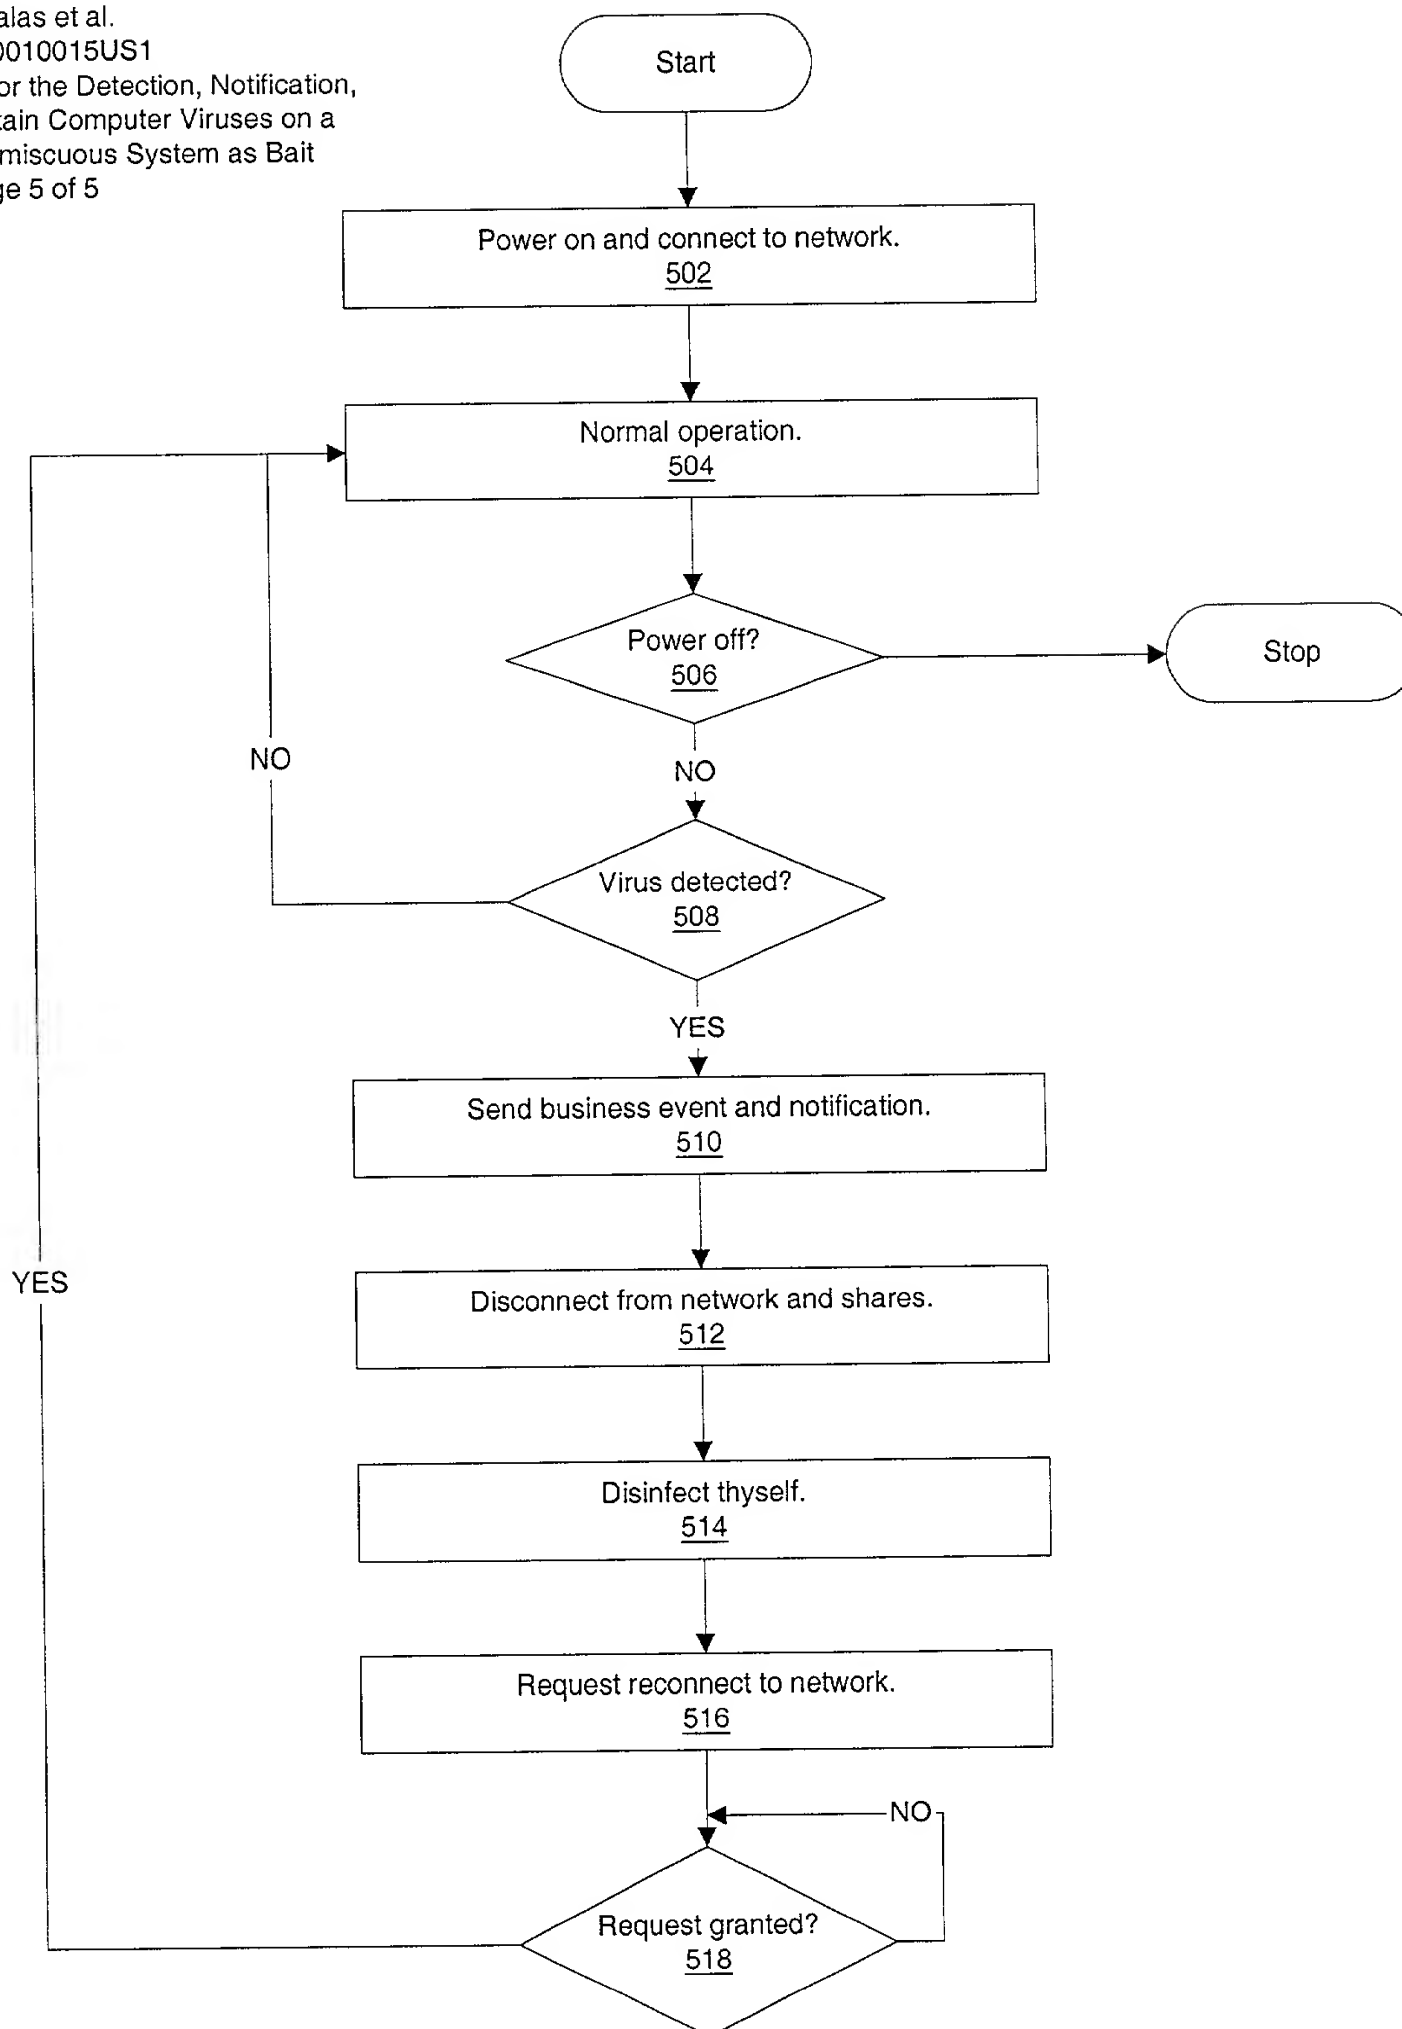 alas et al.
0010015US1
or the Detection, Notification,
tain Computer Viruses on a
miscuous System as Bait
ge 5 of 5
Start
Power on and connect to network.
502
Normal operation.
504
Power off?
506
Stop
NO
NO
Virus detected?
508
YES
Send business event and notification.
510
Disconnect from network and shares.
512
YES
Disinfect thyself.
514
Request reconnect to network.
516
NO
Request granted?
518